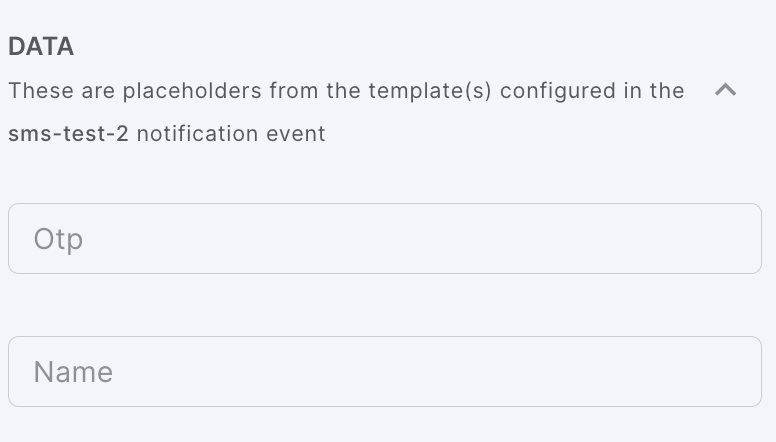 DATA
These are placeholders from the template(s) configured in the
sms-test-2 notification event
Otp
Name